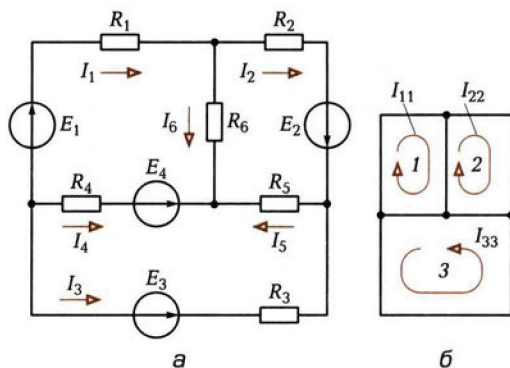 R₁ R₂
I₁ I₂ I₁₁ I₂₂
E₁ I₆ R₆ E₂
1 2
R₄ E₄ R₅
I₄ I₅
I₃₃
I₃ E₃ R₃ 3
а б